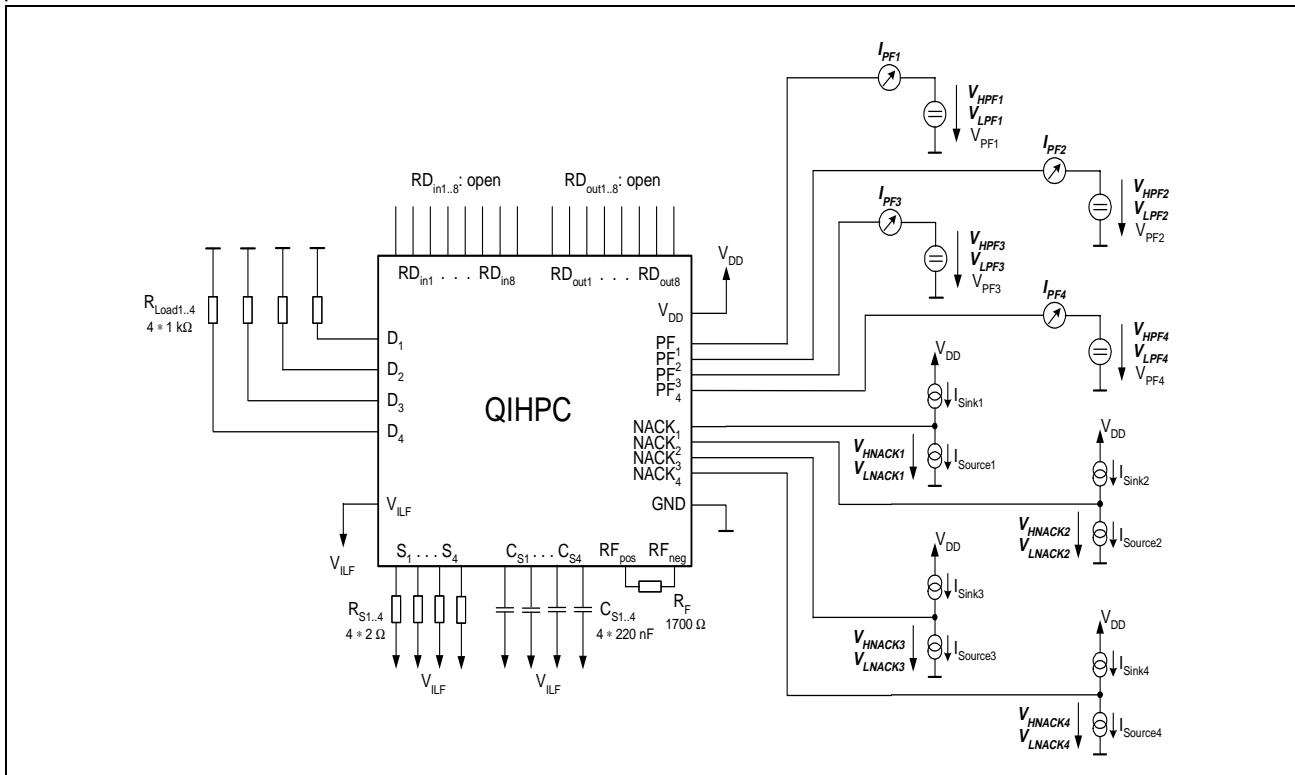 I_PF1
V_HPF1
V_LPF1
V_PF1
I_PF2
V_HPF2
V_LPF2
V_PF2
RD_in1..8: open
RD_out1..8: open
I_PF3
V_HPF3
V_LPF3
V_PF3
V_DD
RD_in1 . . . RD_in8
RD_out1 . . . RD_out8
I_PF4
V_HPF4
V_LPF4
V_PF4
R_Load1..4
4 * 1 kΩ
V_DD
D_1
D_2
D_3
D_4
PF_1
PF_2
PF_3
PF_4
QIHPC
V_DD
I_Sink1
NACK_1
NACK_2
NACK_3
NACK_4
V_HNACK1
V_LNACK1
I_Source1
V_DD
I_Sink2
V_ILF
GND
V_HNACK2
V_LNACK2
I_Source2
S_1 . . . S_4
C_S1 . . . C_S4
RF_pos
RF_neg
V_ILF
V_DD
I_Sink3
R_S1..4
4 * 2 Ω
C_S1..4
4 * 220 nF
R_F
1700 Ω
V_HNACK3
V_LNACK3
I_Source3
V_DD
I_Sink4
V_ILF
V_ILF
V_HNACK4
V_LNACK4
I_Source4